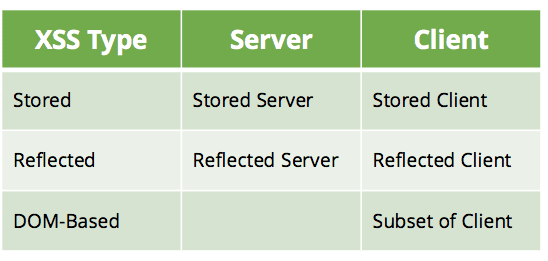 XSS Type Server Client
Stored Stored Server Stored Client
Reflected Reflected Server Reflected Client
DOM-Based Subset of Client